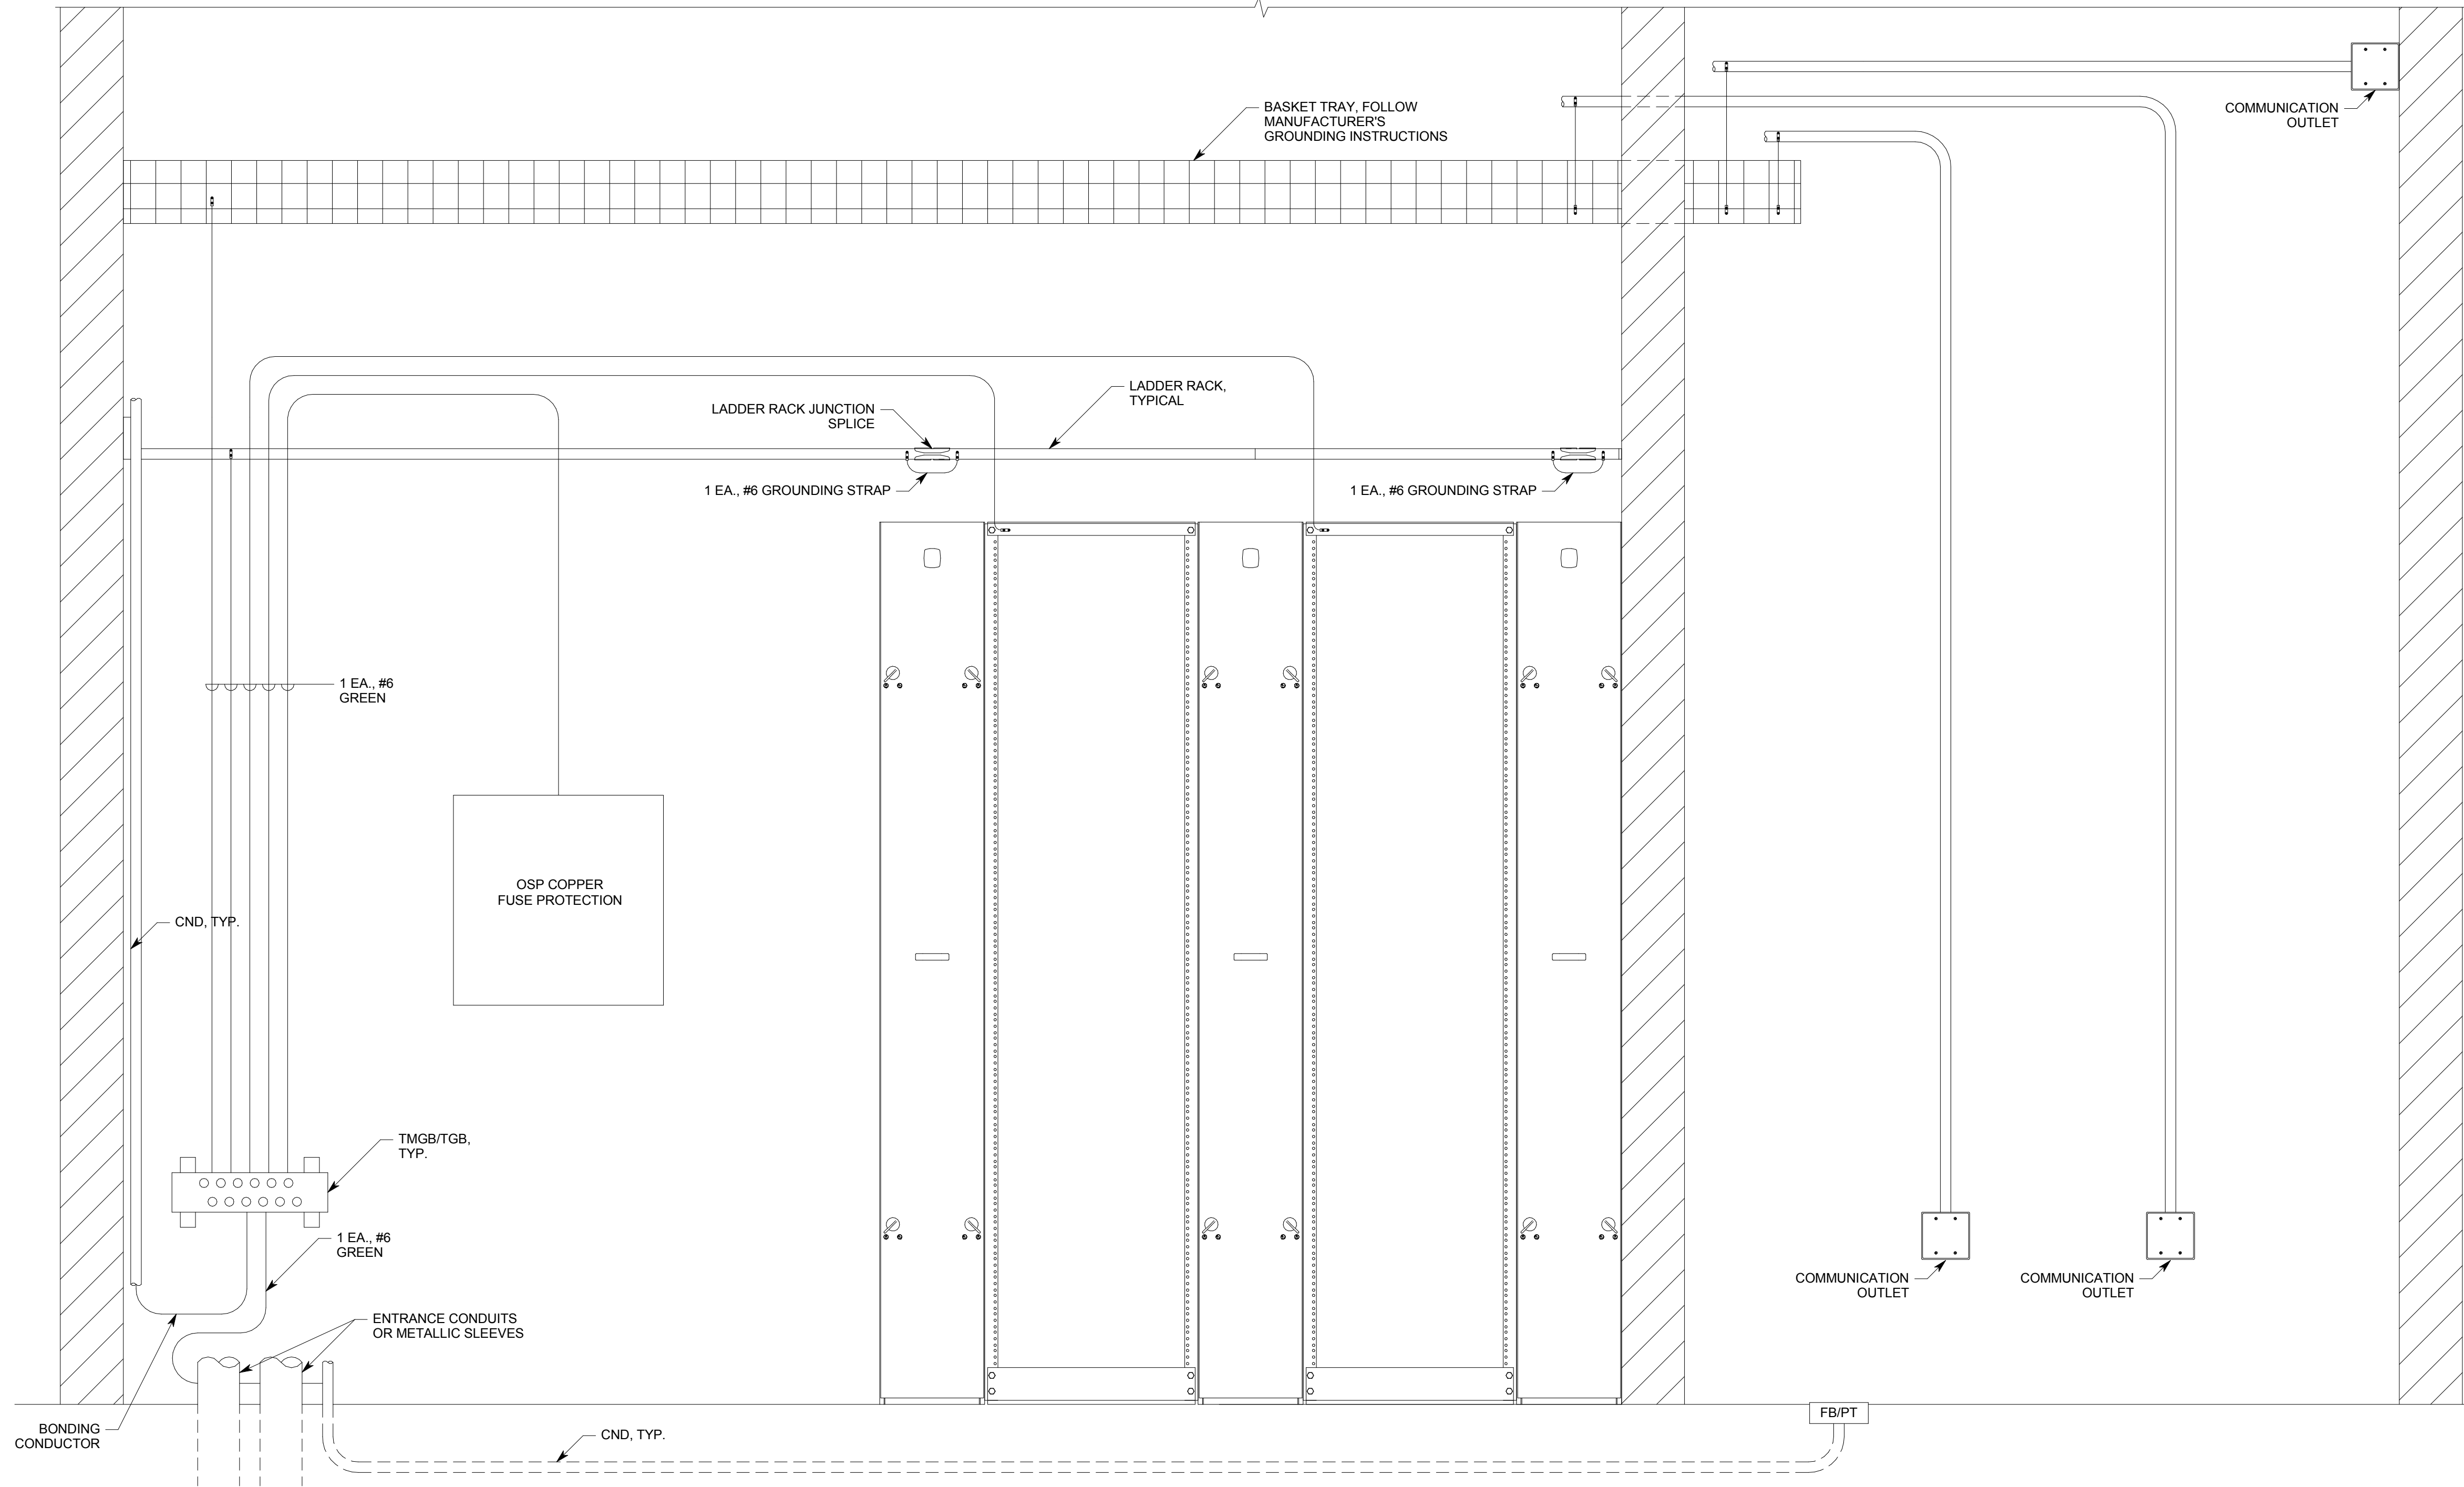 COMMUNICATION
OUTLET
BASKET TRAY, FOLLOW
MANUFACTURER'S
GROUNDING INSTRUCTIONS
LADDER RACK,
TYPICAL
LADDER RACK JUNCTION
SPLICE
1 EA., #6 GROUNDING STRAP
1 EA., #6 GROUNDING STRAP
1 EA., #6
GREEN
OSP COPPER
FUSE PROTECTION
CND, TYP.
TMGB/TGB,
TYP.
1 EA., #6
GREEN
COMMUNICATION
OUTLET
COMMUNICATION
OUTLET
ENTRANCE CONDUITS
OR METALLIC SLEEVES
FB/PT
BONDING
CONDUCTOR
CND, TYP.